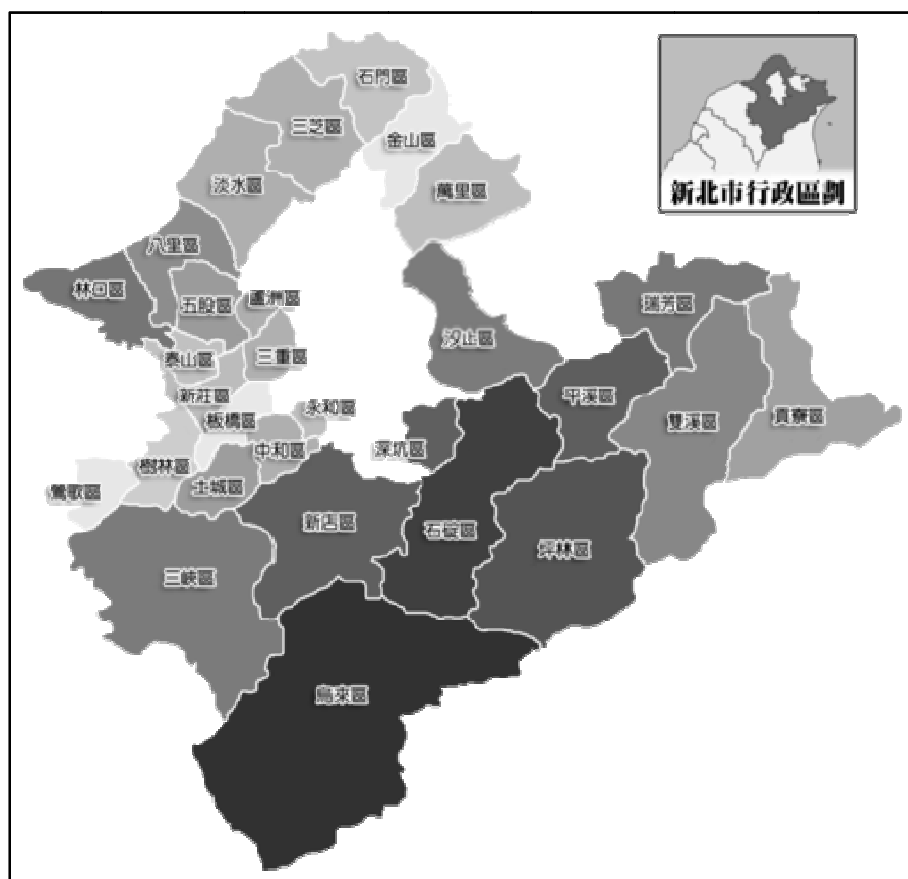 石門區
三芝區
金山區
淡水區
萬里區
新北市行政區劃
八里區
林口區
五股區
蘆洲區
瑞芳區
汐止區
泰山區
三重區
新莊區
平溪區
板橋區
永和區
雙溪區
貢寮區
深坑區
中和區
樹林區
土城區
鶯歌區
新店區
石碇區
坪林區
三峽區
烏來區